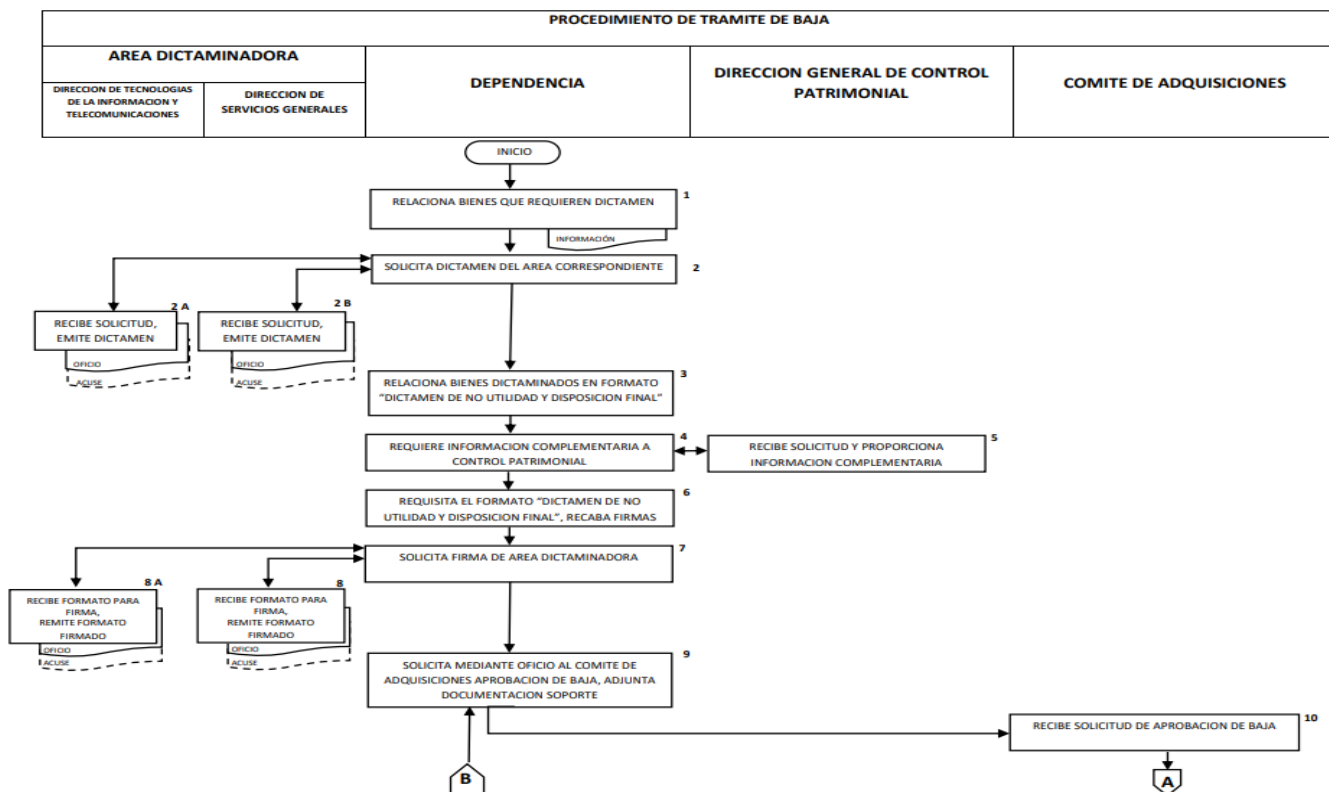 PROCEDIMIENTO DE TRAMITE DE BAJA
AREA DICTAMINADORA
DIRECCION DE TECNOLOGIAS
DE LA INFORMACION Y
TELECOMUNICACIONES
DIRECCION DE
SERVICIOS GENERALES
DEPENDENCIA
DIRECCION GENERAL DE CONTROL
PATRIMONIAL
COMITE DE ADQUISICIONES
INICIO
1
RELACIONA BIENES QUE REQUIEREN DICTAMEN
INFORMACIÓN
SOLICITA DICTAMEN DEL AREA CORRESPONDIENTE
2
2 A
RECIBE SOLICITUD,
EMITE DICTAMEN
OFICIO
ACUSE
2 B
RECIBE SOLICITUD,
EMITE DICTAMEN
OFICIO
ACUSE
3
RELACIONA BIENES DICTAMINADOS EN FORMATO
“DICTAMEN DE NO UTILIDAD Y DISPOSICION FINAL”
4
REQUIERE INFORMACION COMPLEMENTARIA A
CONTROL PATRIMONIAL
5
RECIBE SOLICITUD Y PROPORCIONA
INFORMACION COMPLEMENTARIA
6
REQUISITA EL FORMATO “DICTAMEN DE NO
UTILIDAD Y DISPOSICION FINAL”, RECABA FIRMAS
7
SOLICITA FIRMA DE AREA DICTAMINADORA
8 A
RECIBE FORMATO PARA
FIRMA,
REMITE FORMATO
FIRMADO
OFICIO
ACUSE
8
RECIBE FORMATO PARA
FIRMA,
REMITE FORMATO
FIRMADO
OFICIO
ACUSE
9
SOLICITA MEDIANTE OFICIO AL COMITE DE
ADQUISICIONES APROBACION DE BAJA, ADJUNTA
DOCUMENTACION SOPORTE
10
RECIBE SOLICITUD DE APROBACION DE BAJA
B
A